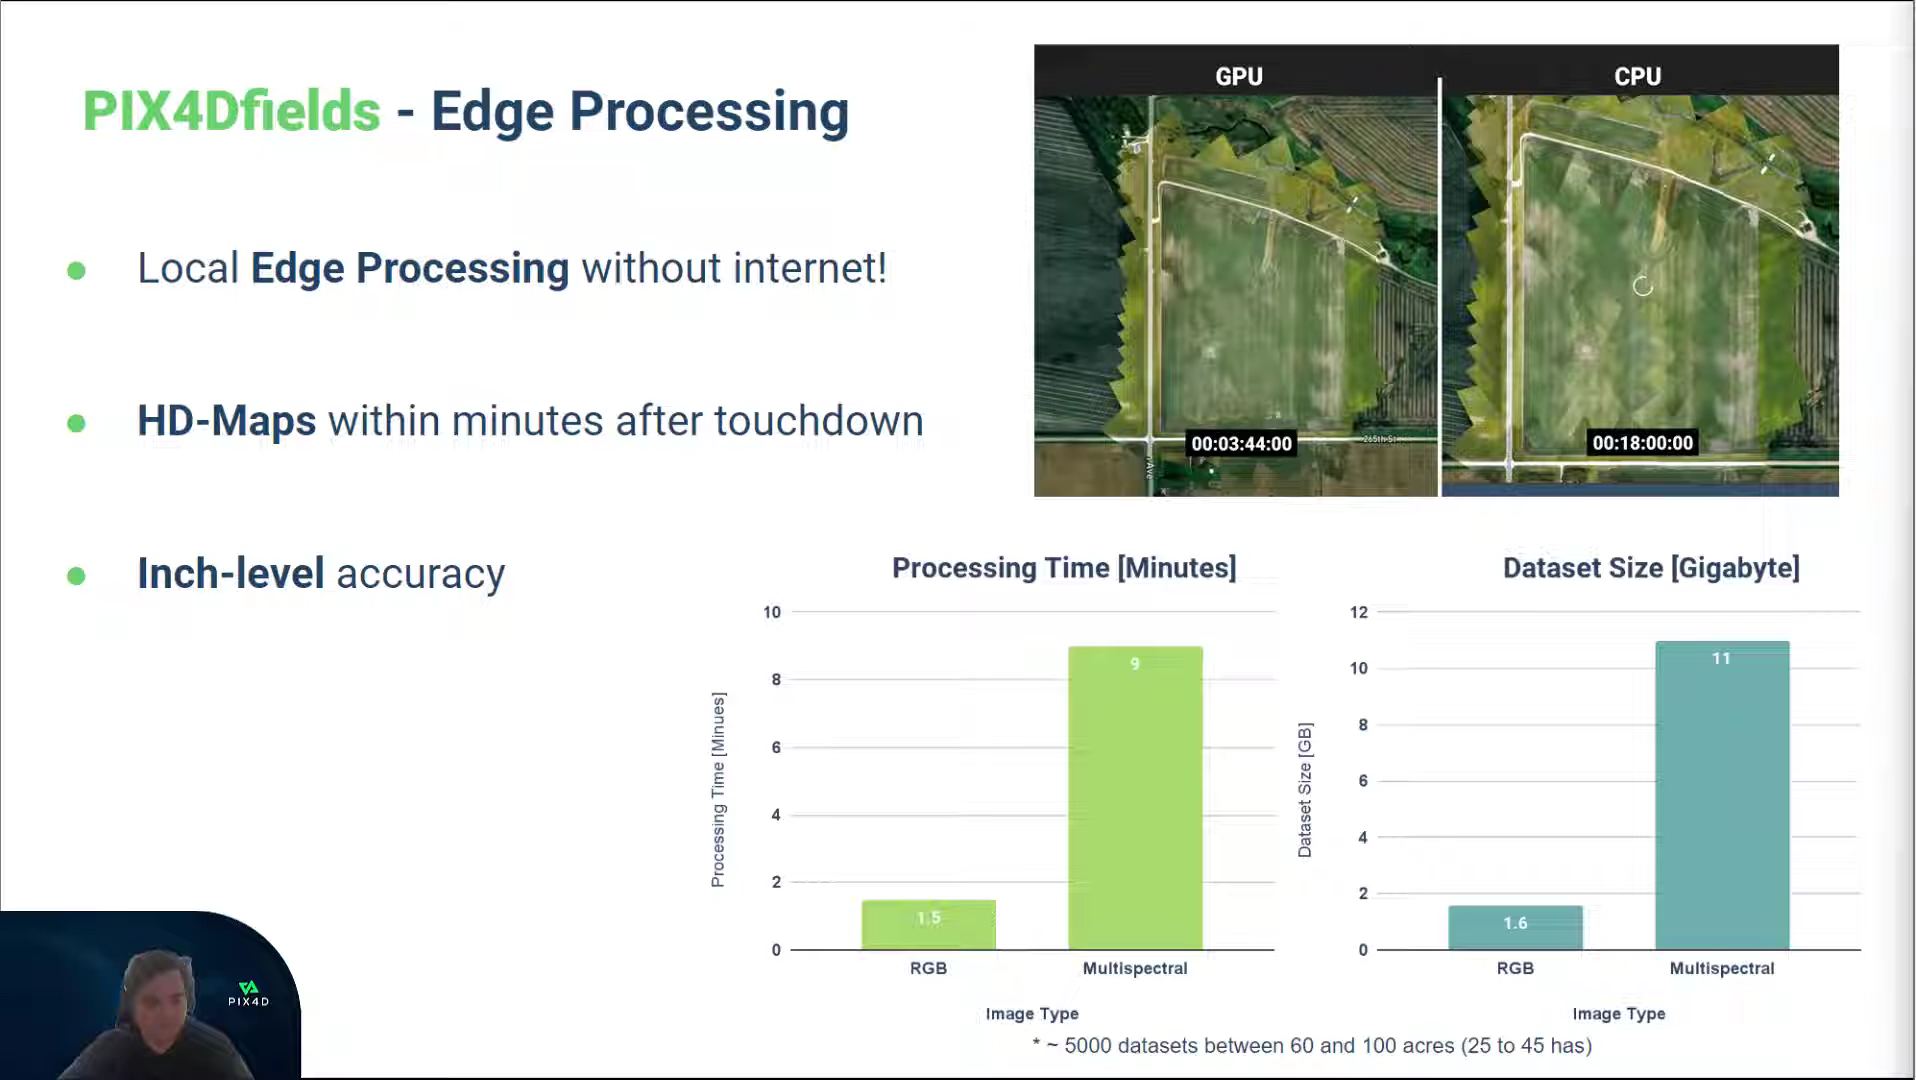 PIX4Dfields - Edge Processing
Local Edge Processing without internet!
HD-Maps within minutes after touchdown
Inch-level accuracy
GPU
CPU
00:03:44:00
265th St
00:18:00:00
Processing Time [Minutes]
Processing Time [Minues]
10
8
6
4
2
0
9
1.5
RGB
Multispectral
Image Type
Dataset Size [Gigabyte]
Dataset Size [GB]
12
10
8
6
4
2
0
11
1.6
RGB
Multispectral
Image Type
* ~ 5000 datasets between 60 and 100 acres (25 to 45 has)
PIX4D